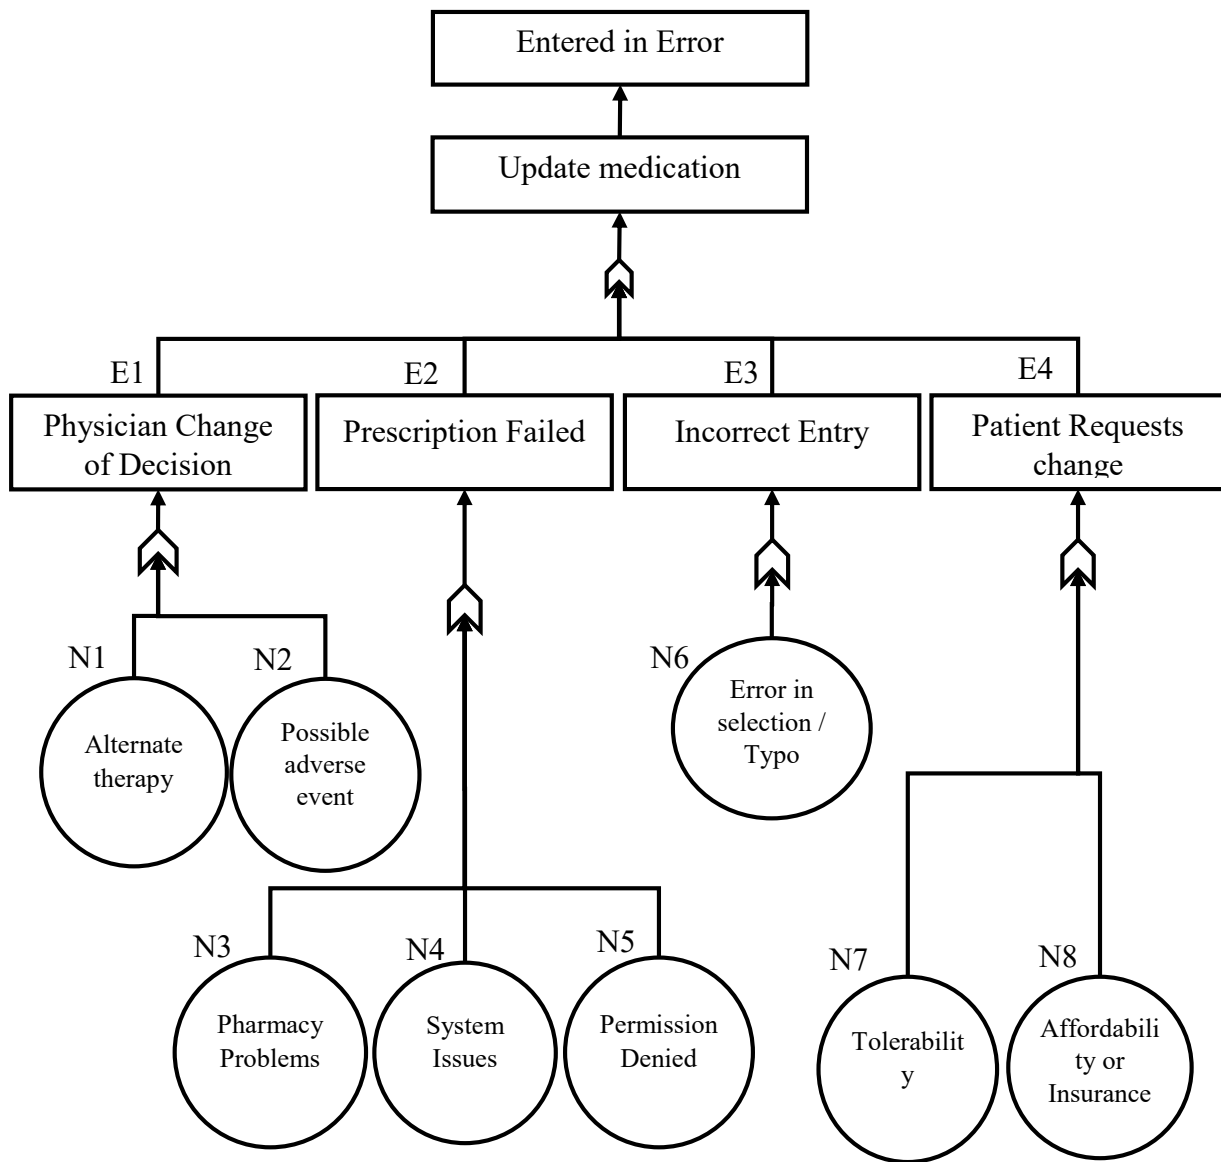 Entered in Error
Update medication
E1
E2
E3
E4
Physician Change
of Decision
Prescription Failed
Incorrect Entry
Patient Requests
change
N1
N2
N6
Alternate
therapy
Possible
adverse
event
Error in
selection /
Typo
N3
N4
N5
N7
N8
Pharmacy
Problems
System
Issues
Permission
Denied
Tolerabilit
y
Affordabili
ty or
Insurance